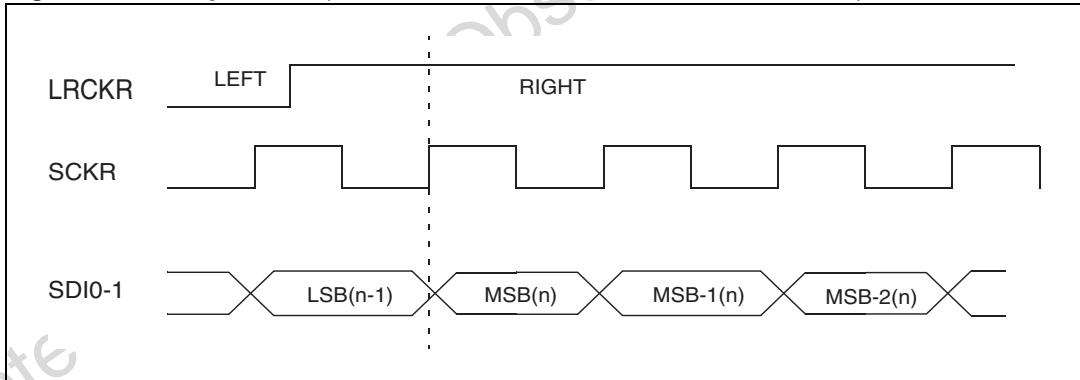 LRCKR
LEFT
RIGHT
SCKR
SDI0-1
LSB(n-1)
MSB(n)
MSB-1(n)
MSB-2(n)